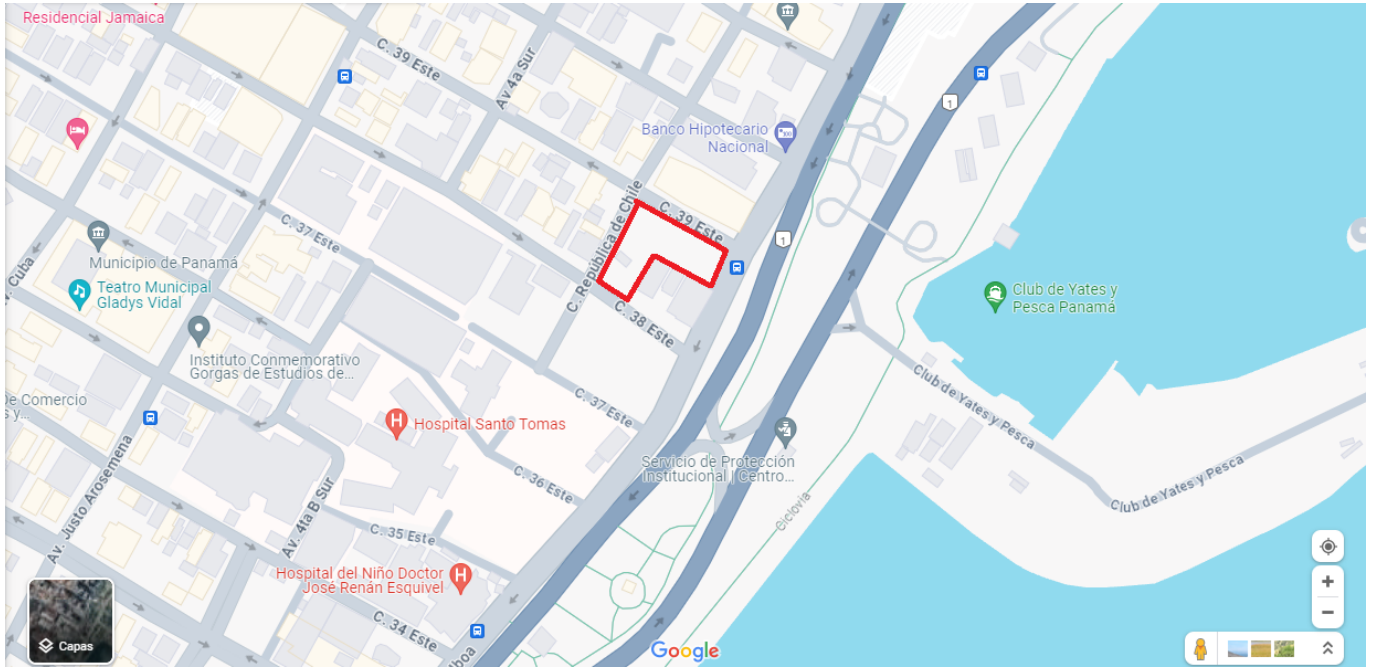 Residencial Jamaica
C. 39 Este
Av 4a Sur
Banco Hipotecario
Nacional
1
1
C. República de Chile
C. 39 Este
C. 37 Este
Municipio de Panamá
Cuba
Teatro Municipal
Gladys Vidal
Club de Yates y
Pesca Panamá
C. 38 Este
Instituto Conmemorativo
Gorgas de Estudios de...
De Comercio
s y...
Club de Yates y Pesca
C. 37 Este
H
Hospital Santo Tomas
Av. Justo Arosemena
Servicio de Protección
Institucional | Centro...
C. 36 Este
Av. 4ta B Sur
Ciclovía
Club de Yates y Pesca
C. 35 Este
Hospital del Niño Doctor
José Renán Esquivel
H
C. 34 Este
boa
Capas
Google
+
−